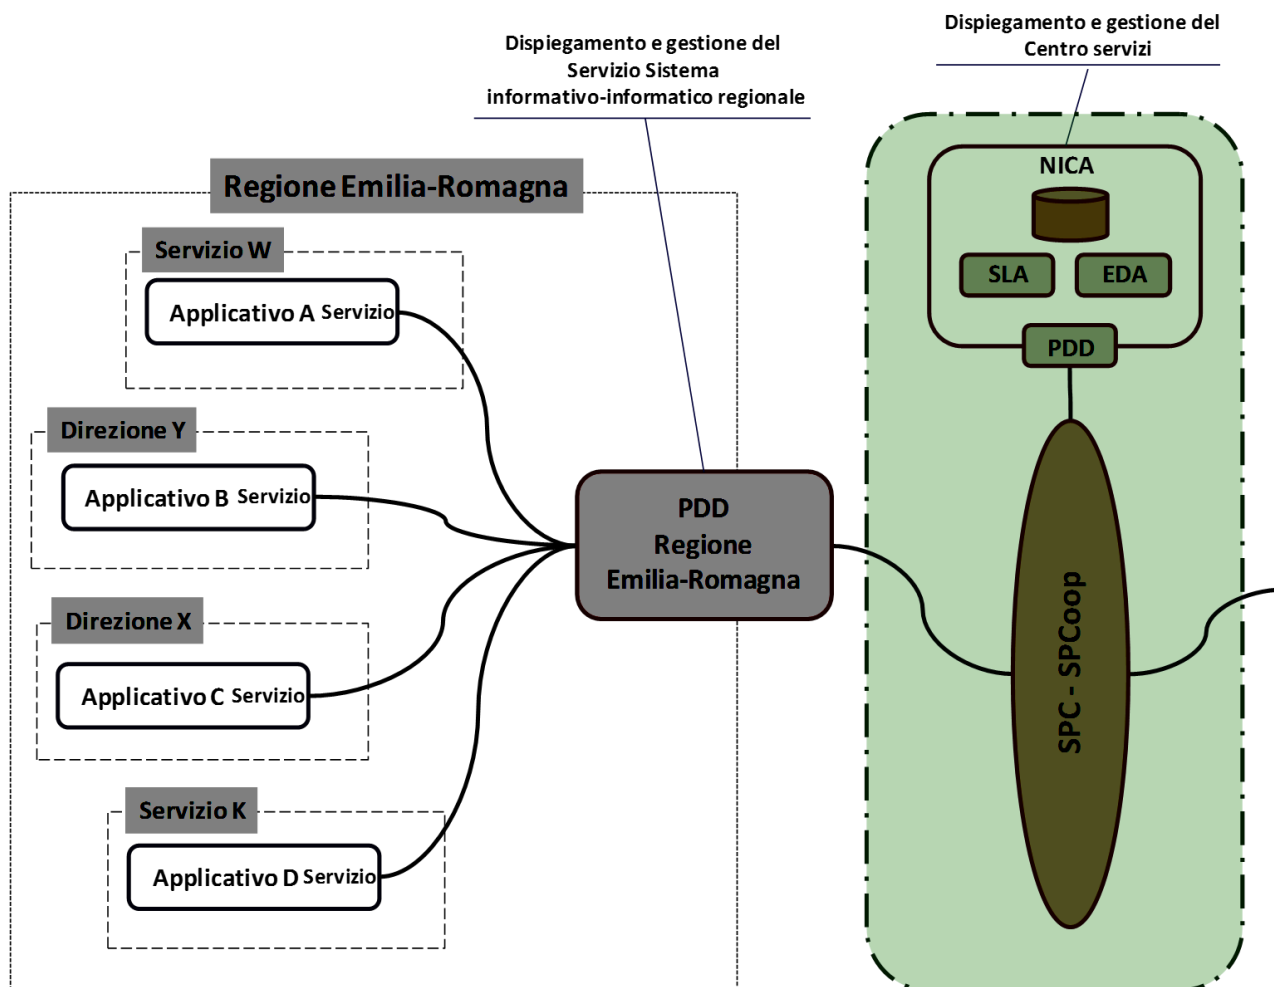 Dispiegamento e gestione del
Servizio Sistema
informativo-informatico regionale
Dispiegamento e gestione del
Centro servizi
Regione Emilia-Romagna
Servizio W
Applicativo A Servizio
Direzione Y
Applicativo B Servizio
Direzione X
Applicativo C Servizio
Servizio K
Applicativo D Servizio
PDD
Regione
Emilia-Romagna
NICA
SLA
EDA
PDD
SPC - SPCoop